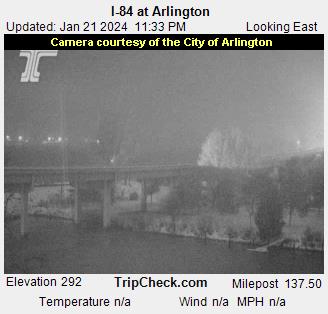 I-84 at Arlington
Updated: Jan 21 2024 11:33 PM Looking East
Camera courtesy of the City of Arlington
Elevation 292 TripCheck.com Milepost 137.50
Temperature n/a Wind n/a MPH n/a